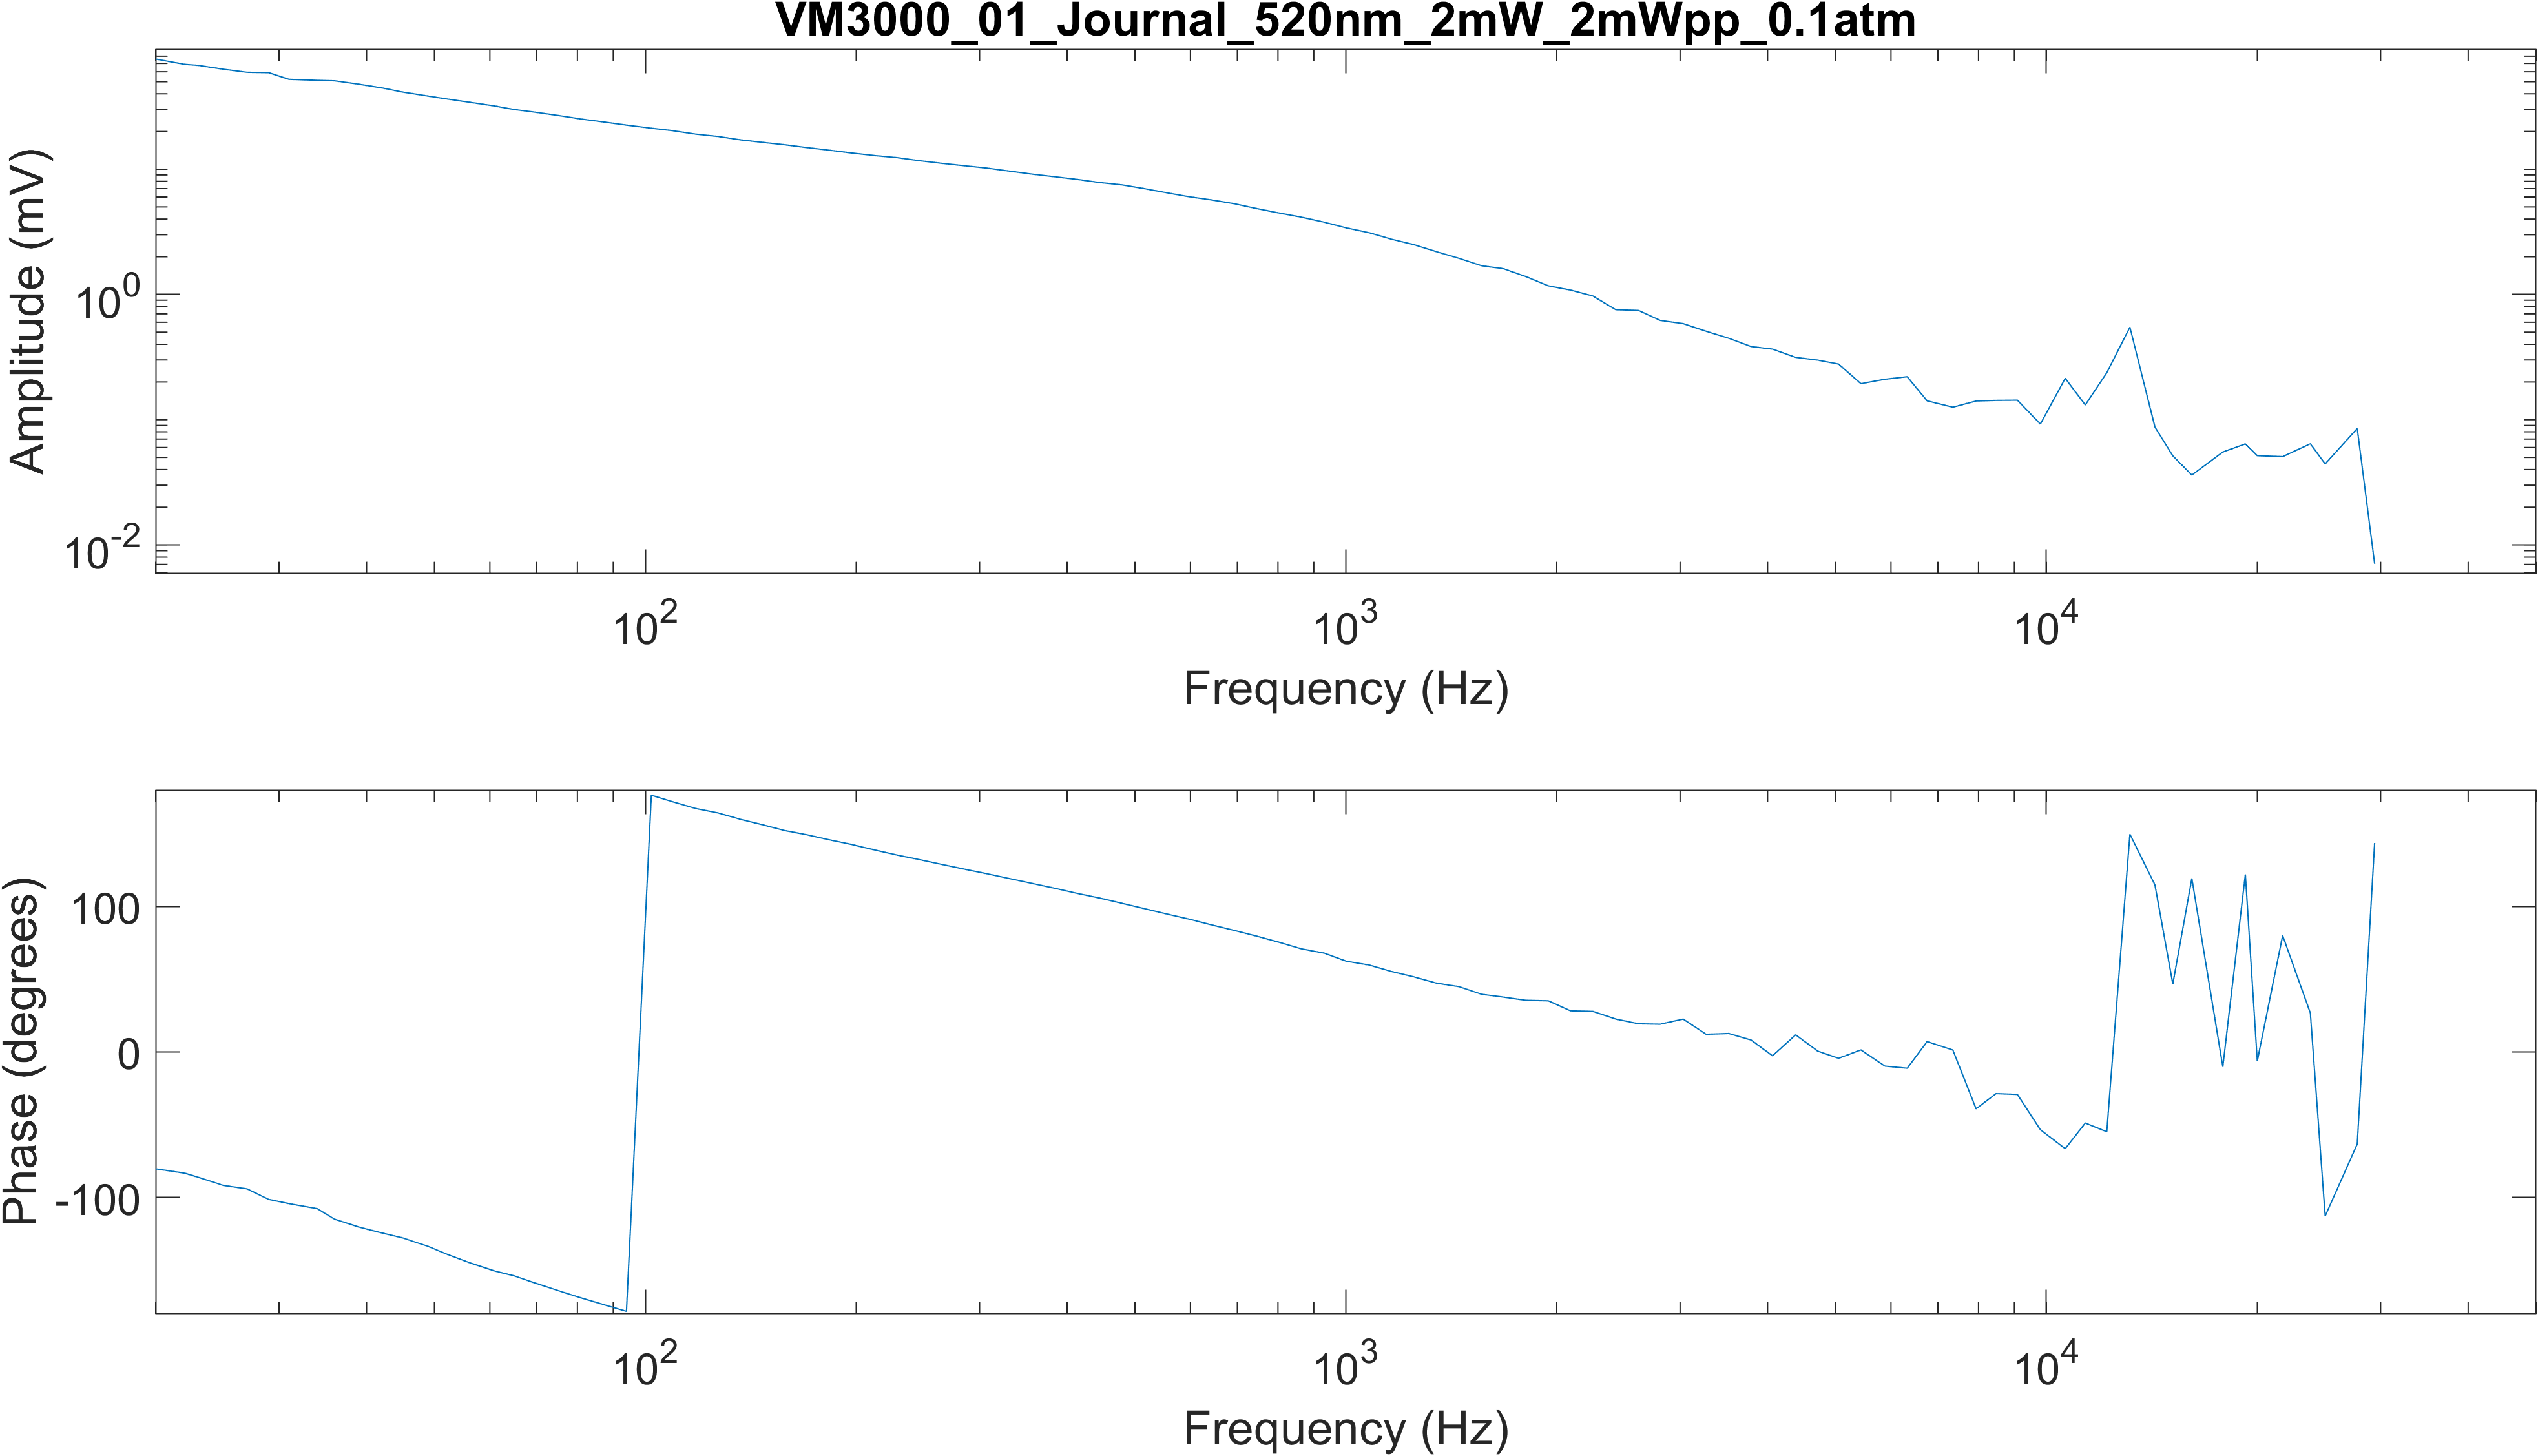 VM3000_01_Journal_520nm_2mW_2mWpp_0.1atm
Amplitude (mV)
10^0
10^-2
10^2
10^3
10^4
Frequency (Hz)
Phase (degrees)
100
0
-100
10^2
10^3
10^4
Frequency (Hz)